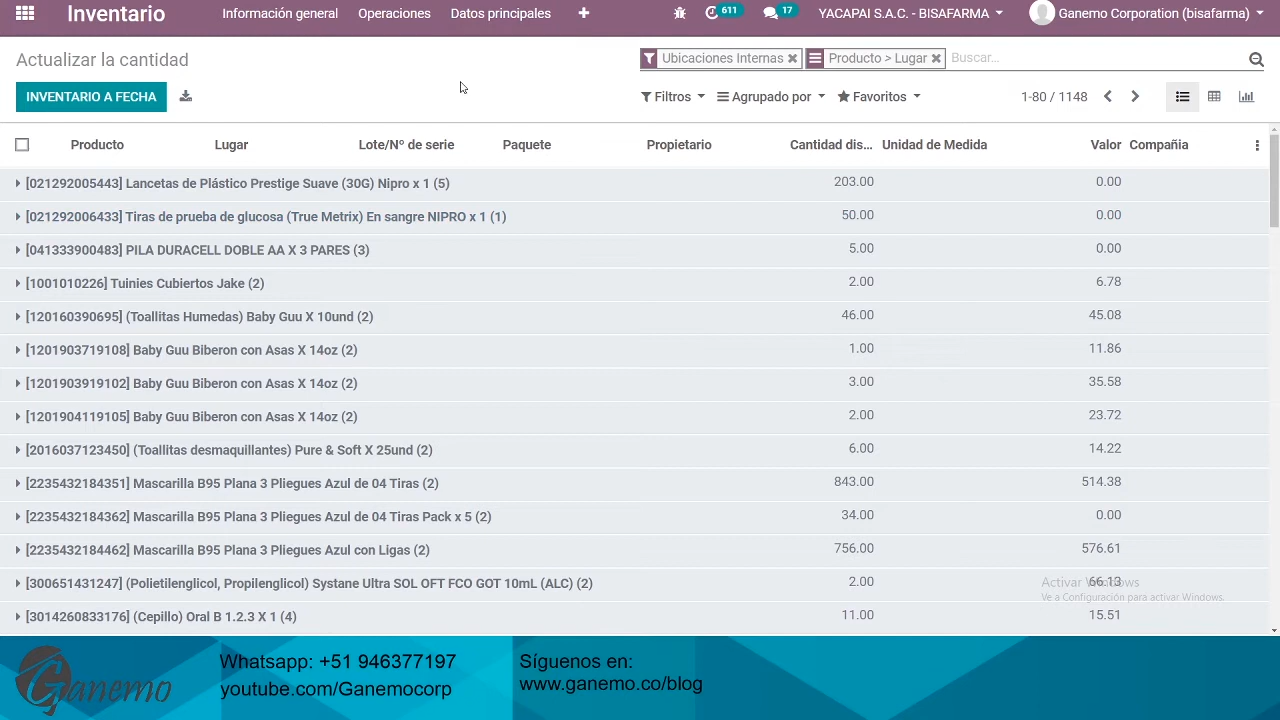 Inventario Información general Operaciones Datos principales 611 17 YACAPAI S.A.C. - BISAFARMA Ganemo Corporation (bisafarma)
Actualizar la cantidad
Ubicaciones Internas Producto > Lugar Buscar...
INVENTARIO A FECHA Filtros Agrupado por Favoritos 1-80 / 1148
Producto Lugar Lote/Nº de serie Paquete Propietario Cantidad dis... Unidad de Medida Valor Compañia
[021292005443] Lancetas de Plástico Prestige Suave (30G) Nipro x 1 (5) 203.00 0.00
[021292006433] Tiras de prueba de glucosa (True Metrix) En sangre NIPRO x 1 (1) 50.00 0.00
[041333900483] PILA DURACELL DOBLE AA X 3 PARES (3) 5.00 0.00
[1001010226] Tuinies Cubiertos Jake (2) 2.00 6.78
[120160390695] (Toallitas Humedas) Baby Guu X 10und (2) 46.00 45.08
[1201903719108] Baby Guu Biberon con Asas X 14oz (2) 1.00 11.86
[1201903919102] Baby Guu Biberon con Asas X 14oz (2) 3.00 35.58
[1201904119105] Baby Guu Biberon con Asas X 14oz (2) 2.00 23.72
[2016037123450] (Toallitas desmaquillantes) Pure & Soft X 25und (2) 6.00 14.22
[2235432184351] Mascarilla B95 Plana 3 Pliegues Azul de 04 Tiras (2) 843.00 514.38
[2235432184362] Mascarilla B95 Plana 3 Pliegues Azul de 04 Tiras Pack x 5 (2) 34.00 0.00
[2235432184462] Mascarilla B95 Plana 3 Pliegues Azul con Ligas (2) 756.00 576.61
[300651431247] (Polietilenglicol, Propilenglicol) Systane Ultra SOL OFT FCO GOT 10mL (ALC) (2) 2.00 66.13
Activar Windows
Ve a Configuración para activar Windows.
[3014260833176] (Cepillo) Oral B 1.2.3 X 1 (4) 11.00 15.51
Ganemo
Whatsapp: +51 946377197
youtube.com/Ganemocorp
Síguenos en:
www.ganemo.co/blog